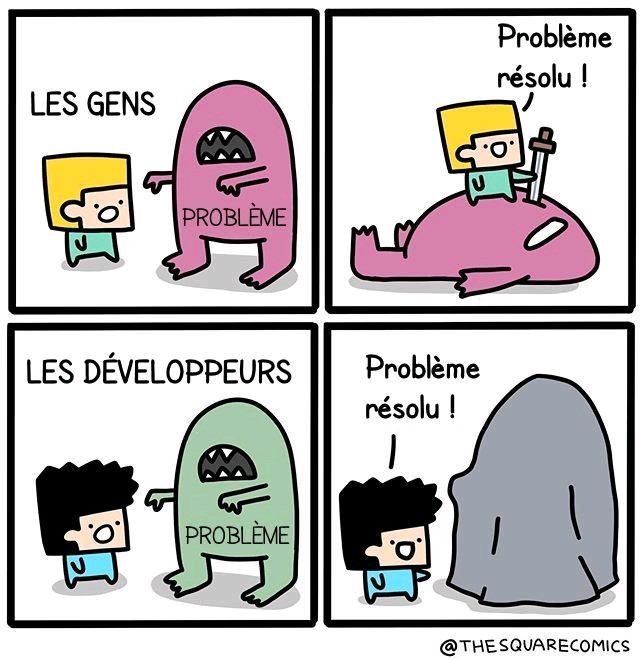 LES GENS
PROBLÈME
Problème
résolu !
LES DÉVELOPPEURS
PROBLÈME
Problème
résolu !
@THESQUARECOMICS